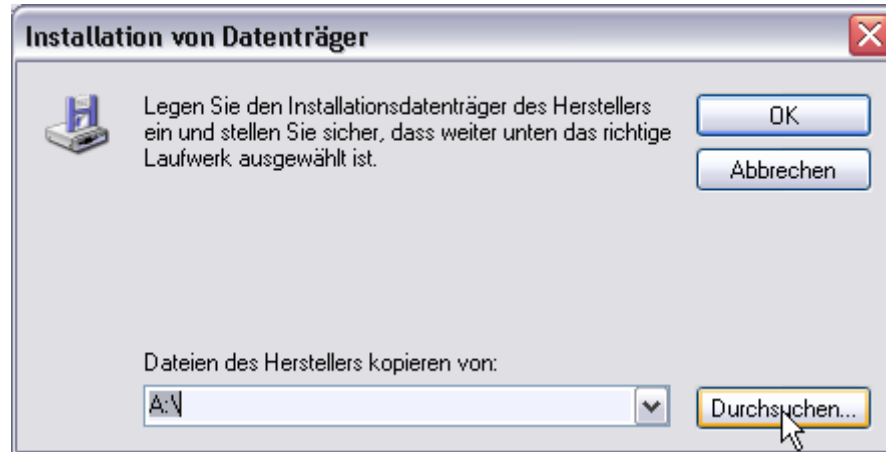 Installation von Datenträger
Legen Sie den Installationsdatenträger des Herstellers
ein und stellen Sie sicher, dass weiter unten das richtige
Laufwerk ausgewählt ist.
OK
Abbrechen
Dateien des Herstellers kopieren von:
A:\
Durchsuchen...